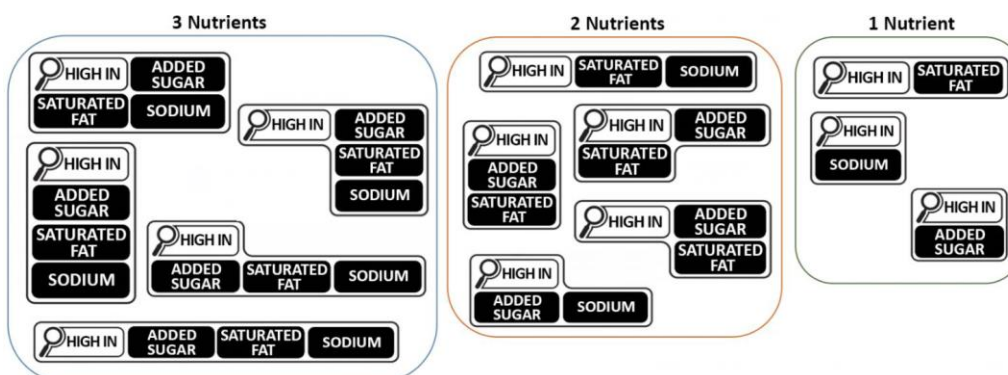 3 Nutrients
HIGH IN ADDED SUGAR
SATURATED FAT SODIUM
HIGH IN ADDED SUGAR
SATURATED FAT
SODIUM
HIGH IN
ADDED SUGAR
SATURATED FAT
SODIUM
HIGH IN
ADDED SUGAR SATURATED FAT SODIUM
HIGH IN ADDED SUGAR SATURATED FAT SODIUM
2 Nutrients
HIGH IN SATURATED FAT SODIUM
HIGH IN
ADDED SUGAR
SATURATED FAT
HIGH IN ADDED SUGAR
SATURATED FAT
HIGH IN ADDED SUGAR
SATURATED FAT
HIGH IN
ADDED SUGAR SODIUM
1 Nutrient
HIGH IN SATURATED FAT
HIGH IN
SODIUM
HIGH IN
ADDED SUGAR